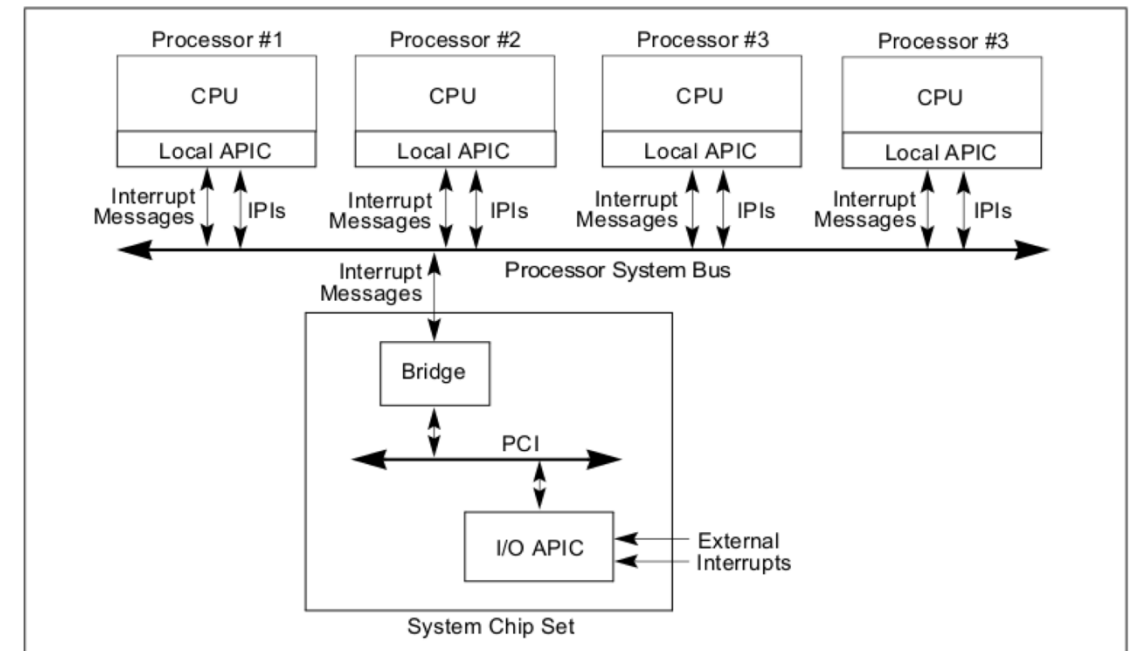 Processor #1
Processor #2
Processor #3
Processor #3
CPU
CPU
CPU
CPU
Local APIC
Local APIC
Local APIC
Local APIC
Interrupt
Messages
IPIs
Interrupt
Messages
IPIs
Interrupt
Messages
IPIs
Interrupt
Messages
IPIs
Processor System Bus
Interrupt
Messages
Bridge
PCI
I/O APIC
External
Interrupts
System Chip Set